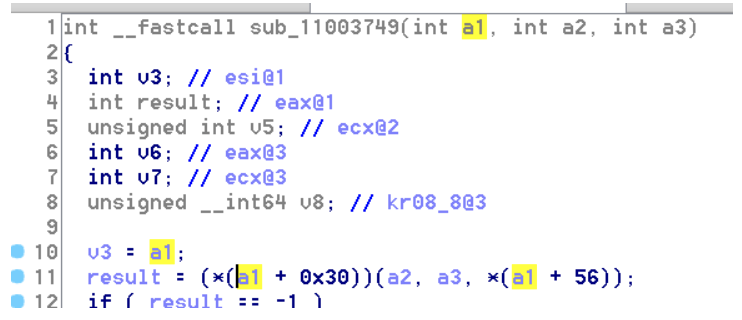 1 int __fastcall sub_11003749(int a1, int a2, int a3)
2 {
3 int v3; // esi@1
4 int result; // eax@1
5 unsigned int v5; // ecx@2
6 int v6; // eax@3
7 int v7; // ecx@3
8 unsigned __int64 v8; // kr08_8@3
9
10 v3 = a1;
11 result = (*(a1 + 0x30))(a2, a3, *(a1 + 56));
12 if ( result == -1 )